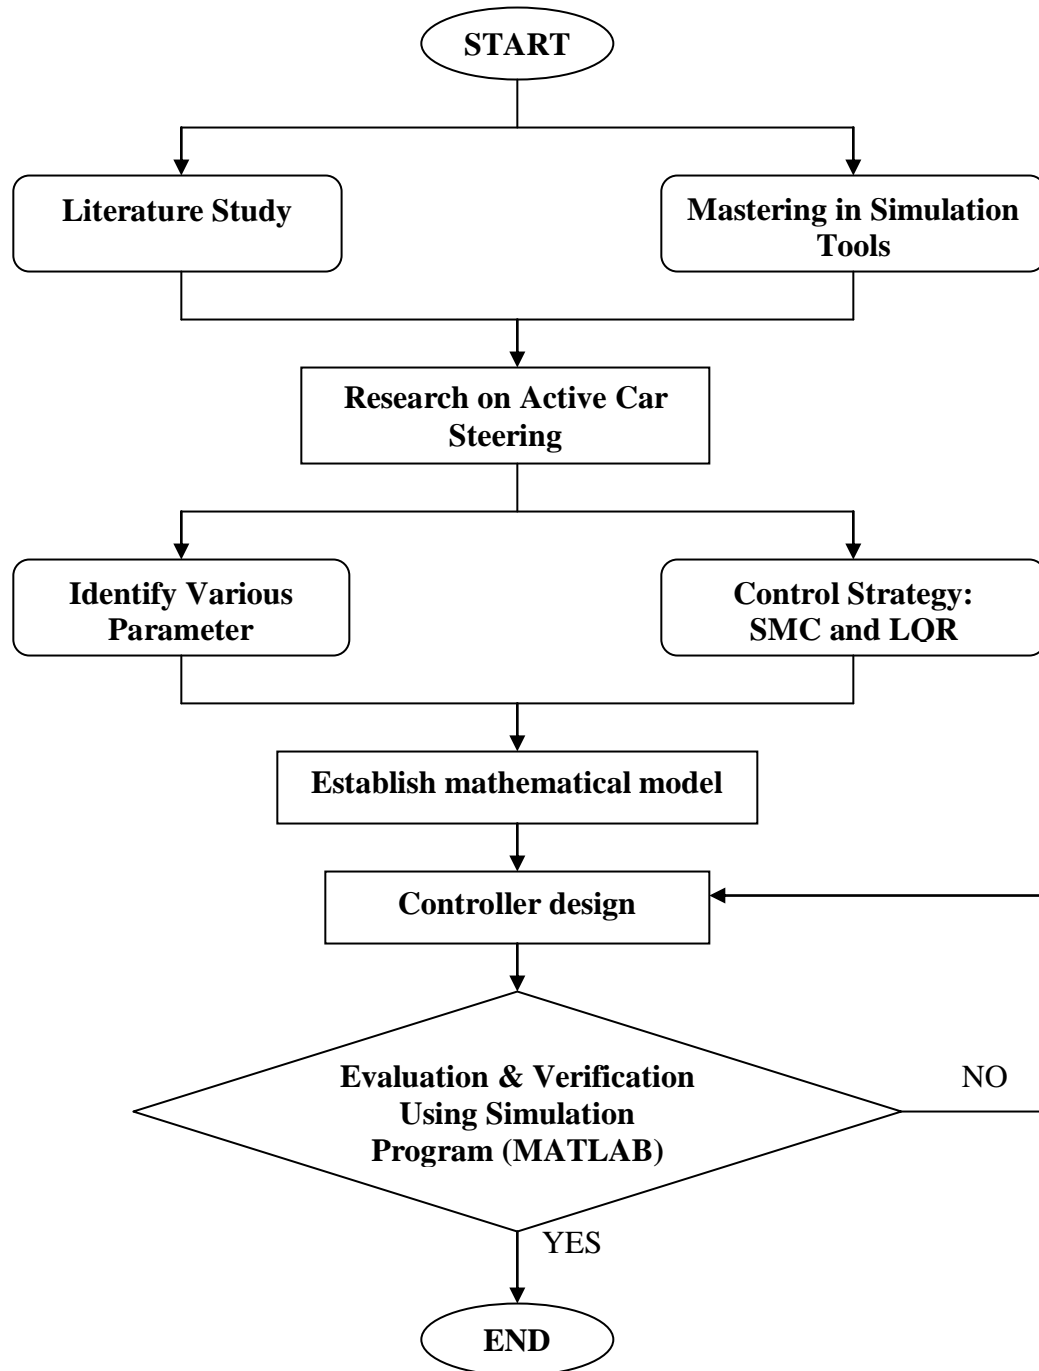 START
Literature Study
Mastering in Simulation
Tools
Research on Active Car
Steering
Identify Various
Parameter
Control Strategy:
SMC and LQR
Establish mathematical model
Controller design
Evaluation & Verification
Using Simulation
Program (MATLAB)
NO
YES
END